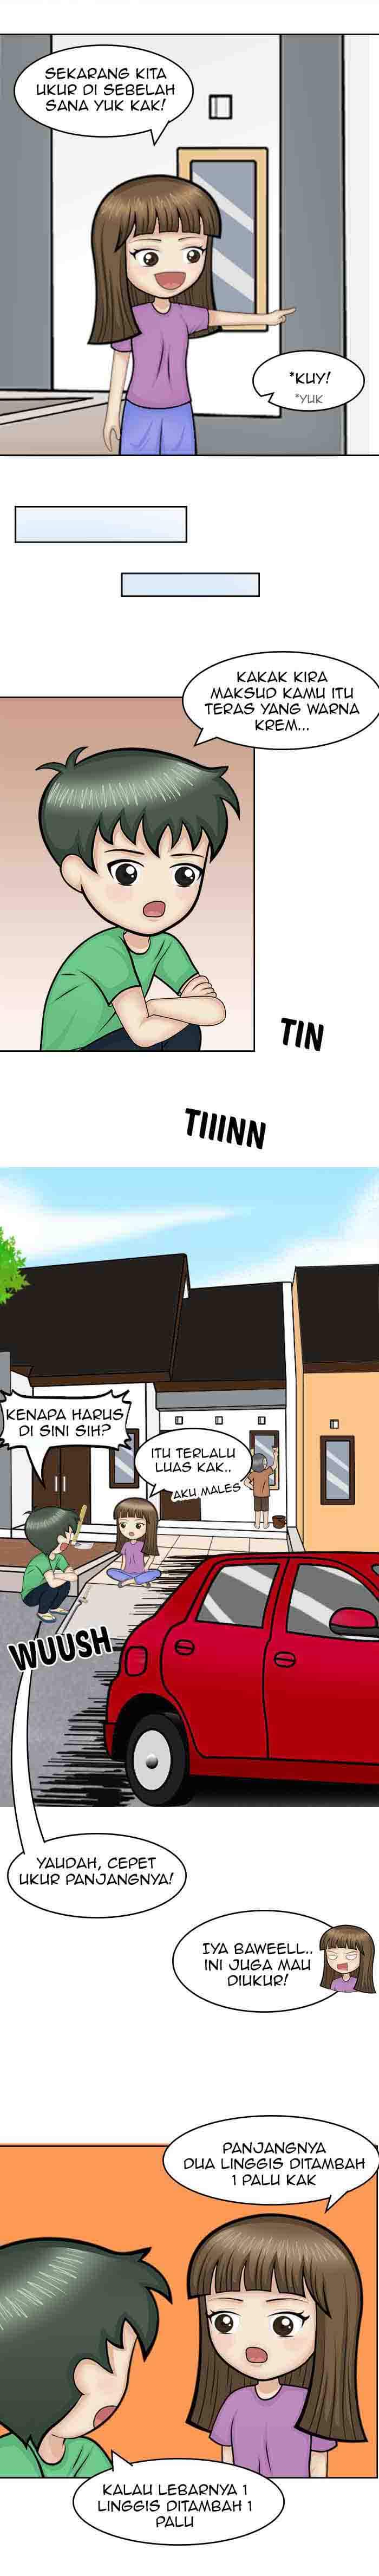 SEKARANG KITA
UKUR DI SEBELAH
SANA YUK KAK!
*KUY!
*YUK
KAKAK KIRA
MAKSUD KAMU ITU
TERAS YANG WARNA
KREM...
TIN
TIIINN
KENAPA HARUS
DI SINI SIH?
ITU TERLALU
LUAS KAK..
AKU MALES
WUUSH
YAUDAH, CEPET
UKUR PANJANGNYA!
IYA BAWEELL..
INI JUGA MAU
DIUKUR!
PANJANGNYA
DUA LINGGIS DITAMBAH
1 PALU KAK
KALAU LEBARNYA 1
LINGGIS DITAMBAH 1
PALU